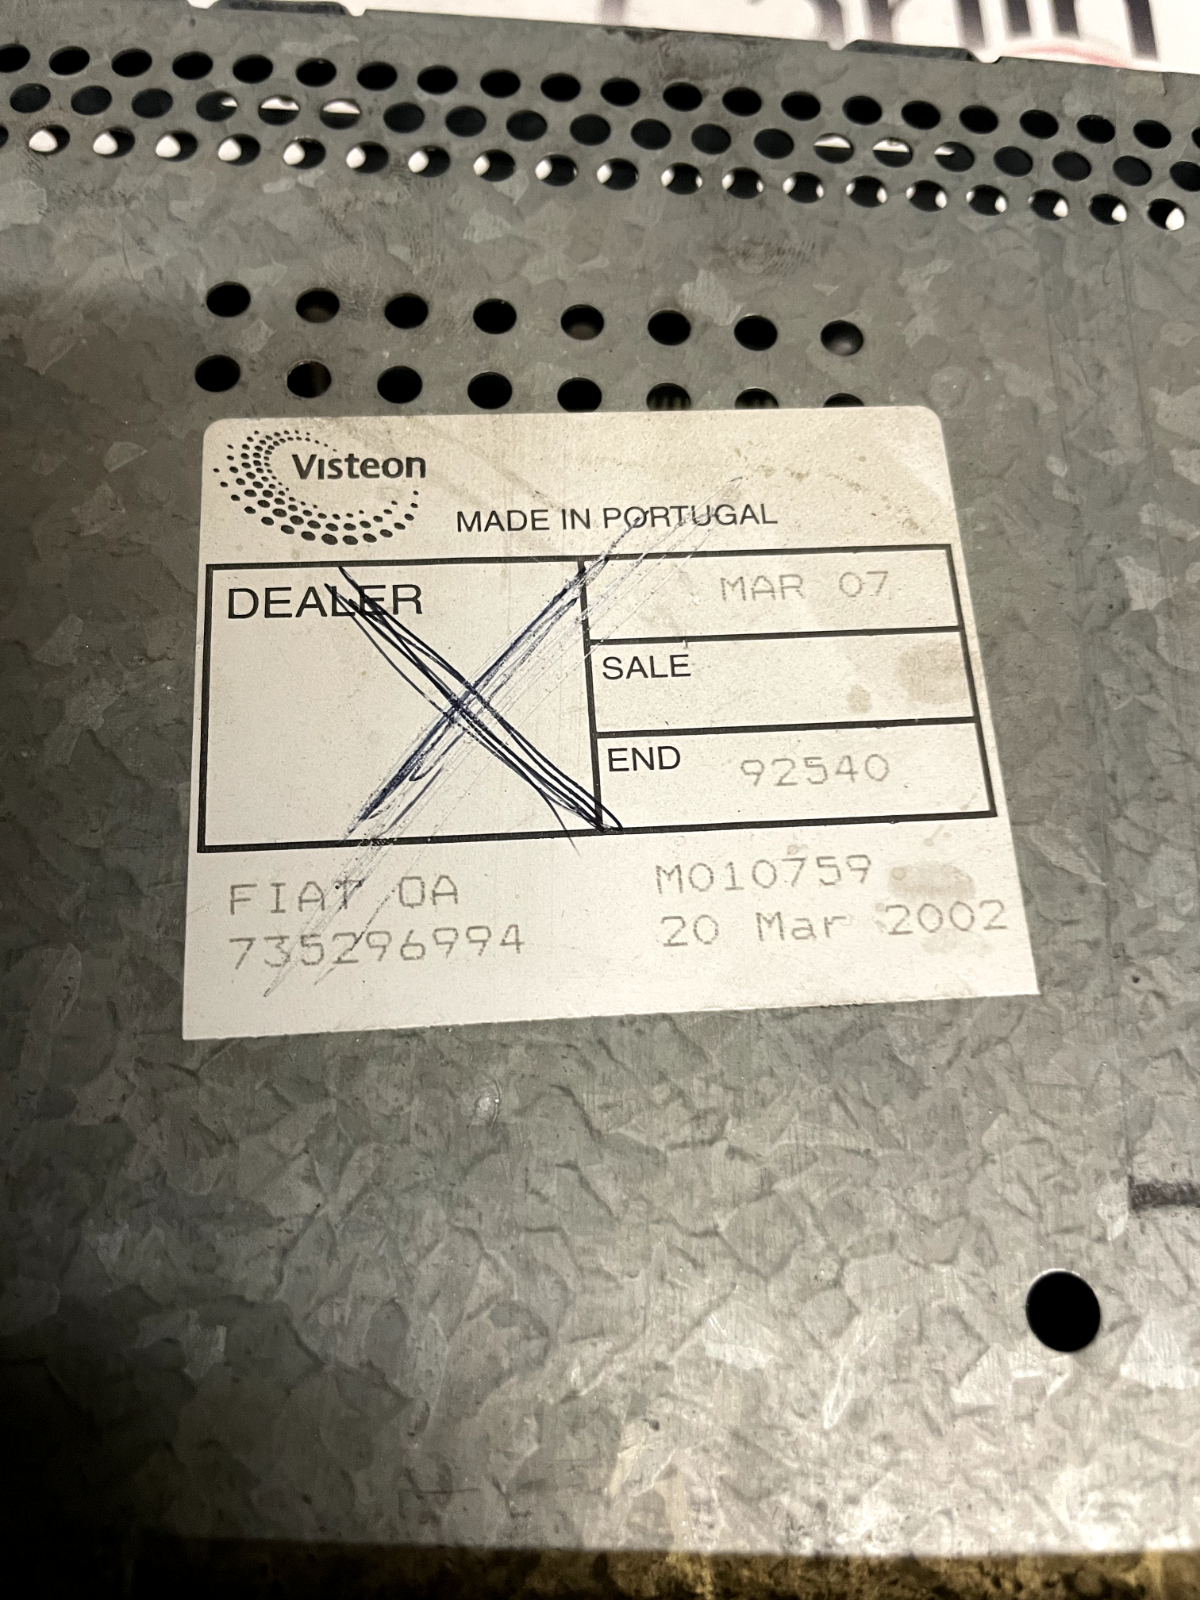 Visteon
MADE IN PORTUGAL
DEALER
MAR 07
SALE
END 92540
FIAT OA
735296994
M010759
20 Mar 2002